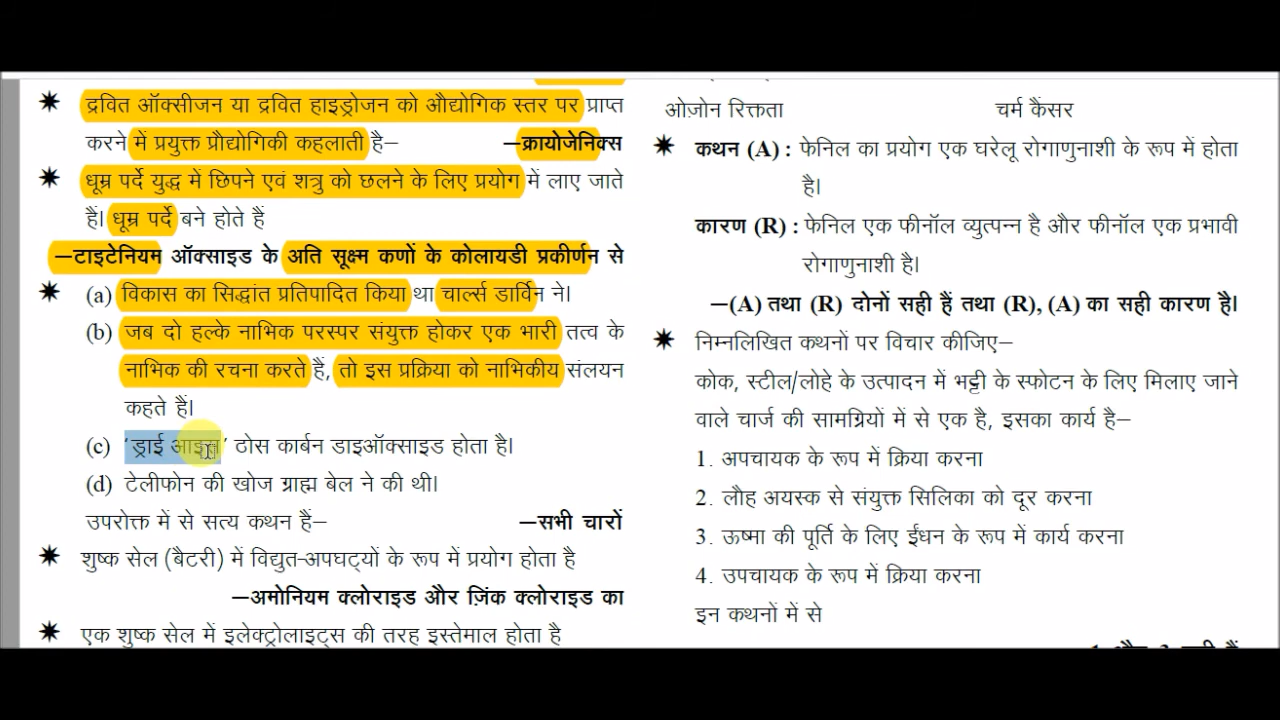 द्रवित ऑक्सीजन या द्रवित हाइड्रोजन को औद्योगिक स्तर पर प्राप्त
करने में प्रयुक्त प्रौद्योगिकी कहलाती है– –क्रायोजेनिक्स
✷ धूम्र पर्दे युद्ध में छिपने एवं शत्रु को छलने के लिए प्रयोग में लाए जाते
हैं। धूम्र पर्दे बने होते हैं
–टाइटेनियम ऑक्साइड के अति सूक्ष्म कणों के कोलायडी प्रकीर्णन से
✷ (a) विकास का सिद्धांत प्रतिपादित किया था चार्ल्स डार्विन ने।
(b) जब दो हल्के नाभिक परस्पर संयुक्त होकर एक भारी तत्व के
नाभिक की रचना करते हैं, तो इस प्रक्रिया को नाभिकीय संलयन
कहते हैं।
(c) 'ड्राई आइस' ठोस कार्बन डाइऑक्साइड होता है।
(d) टेलीफोन की खोज ग्राह्म बेल ने की थी।
उपरोक्त में से सत्य कथन हैं– –सभी चारों
✷ शुष्क सेल (बैटरी) में विद्युत-अपघट्यों के रूप में प्रयोग होता है
–अमोनियम क्लोराइड और ज़िंक क्लोराइड का
✷ एक शुष्क सेल में इलेक्ट्रोलाइट्स की तरह इस्तेमाल होता है
ओज़ोन रिक्तता चर्म कैंसर
✷ कथन (A) : फेनिल का प्रयोग एक घरेलू रोगाणुनाशी के रूप में होता
है।
कारण (R) : फेनिल एक फीनॉल व्युत्पन्न है और फीनॉल एक प्रभावी
रोगाणुनाशी है।
–(A) तथा (R) दोनों सही हैं तथा (R), (A) का सही कारण है।
✷ निम्नलिखित कथनों पर विचार कीजिए–
कोक, स्टील/लोहे के उत्पादन में भट्टी के स्फोटन के लिए मिलाए जाने
वाले चार्ज की सामग्रियों में से एक है, इसका कार्य है–
1. अपचायक के रूप में क्रिया करना
2. लौह अयस्क से संयुक्त सिलिका को दूर करना
3. ऊष्मा की पूर्ति के लिए ईंधन के रूप में कार्य करना
4. उपचायक के रूप में क्रिया करना
इन कथनों में से